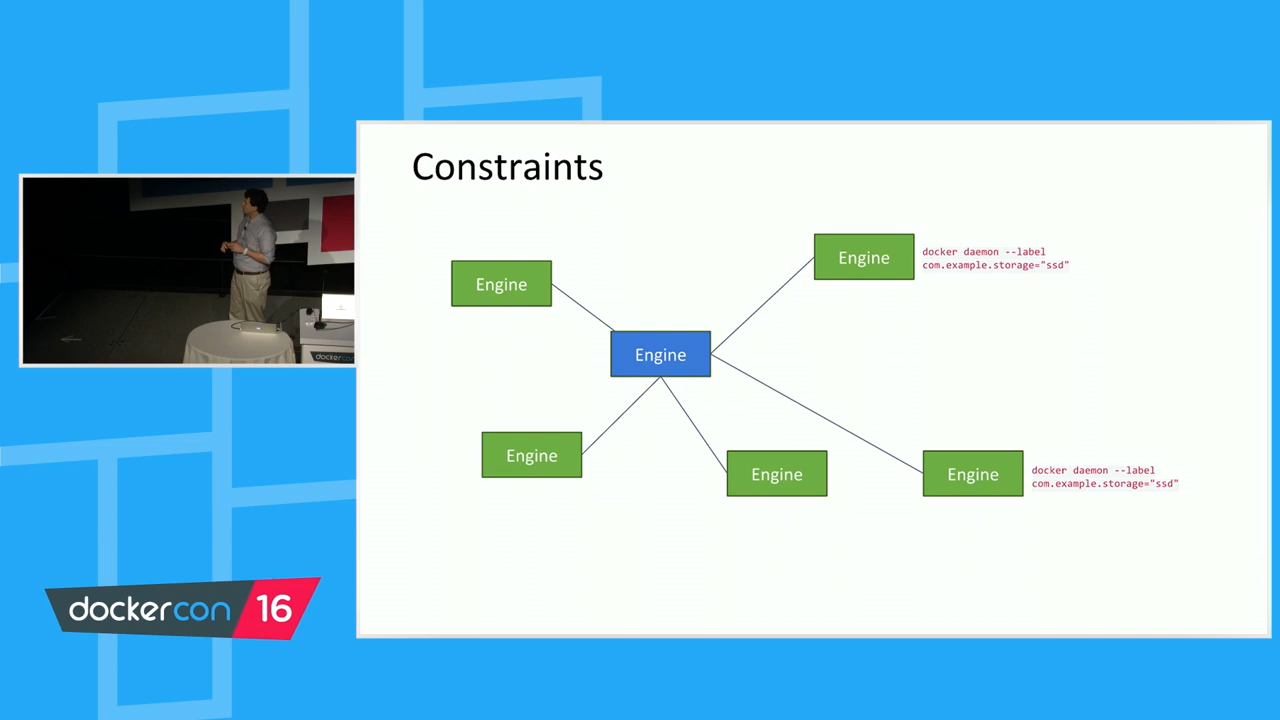 Constraints
Engine
docker daemon --label
com.example.storage="ssd"
Engine
Engine
Engine
Engine
Engine
docker daemon --label
com.example.storage="ssd"
dockercon
dockercon 16